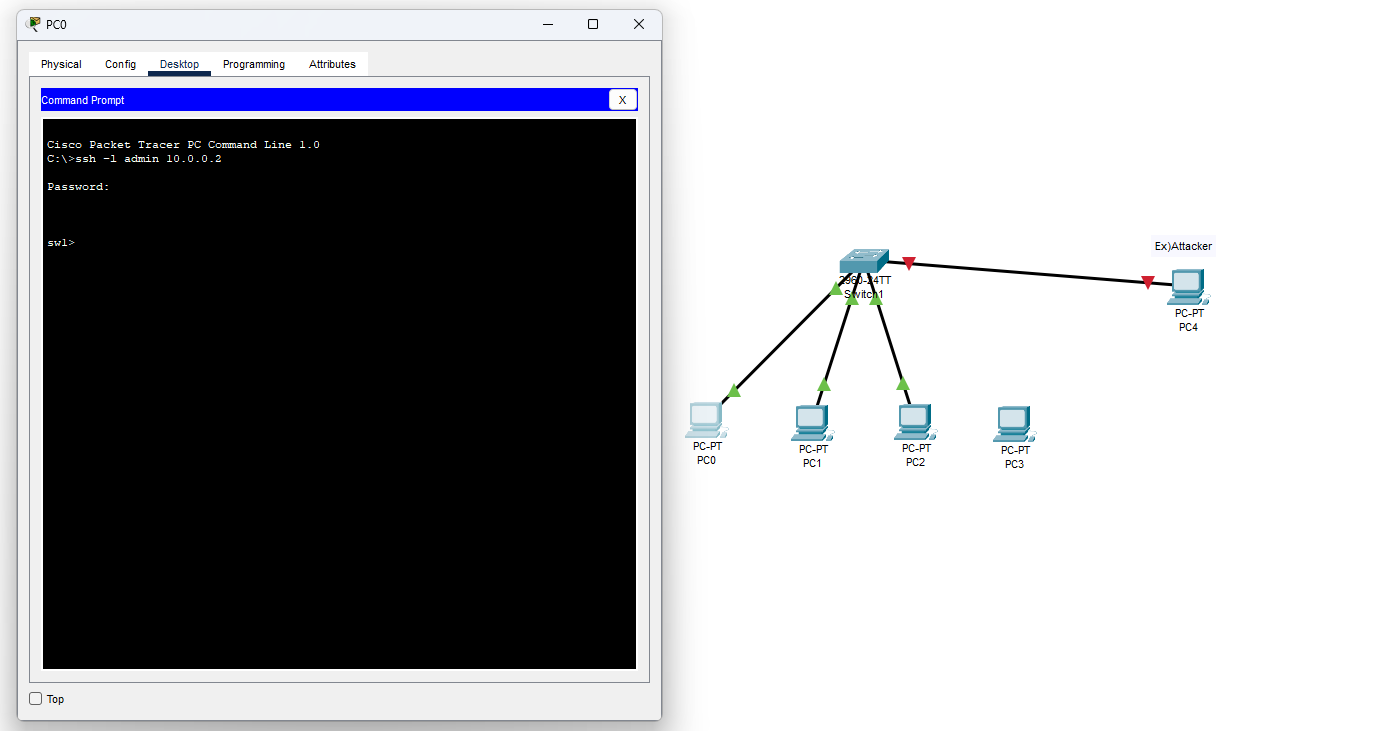 PC0
Physical Config Desktop Programming Attributes
Command Prompt
X
Cisco Packet Tracer PC Command Line 1.0
C:\>ssh -l admin 10.0.0.2
Password:
sw1>
Top
Ex)Attacker
2960-24TT
Switch1
PC-PT
PC4
PC-PT
PC0
PC-PT
PC1
PC-PT
PC2
PC-PT
PC3